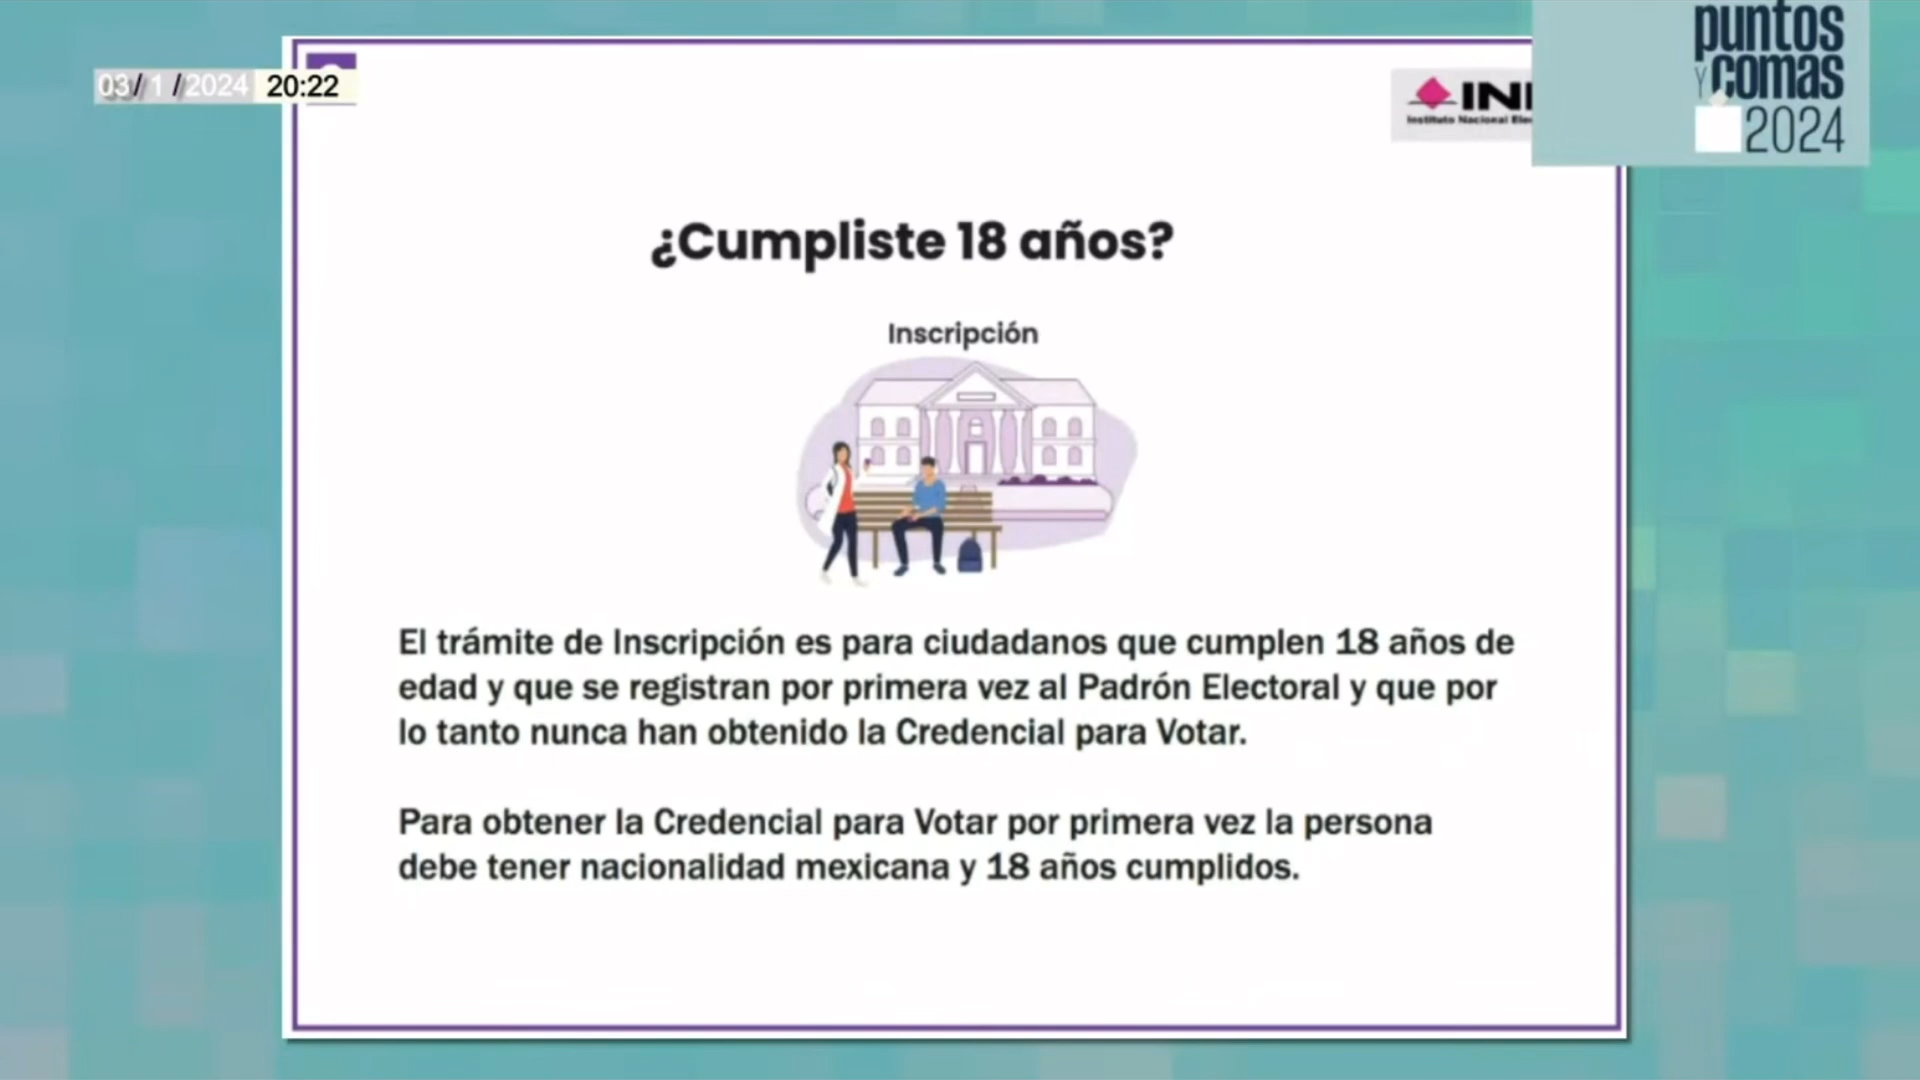 03/ 1 /2024 20:22
puntos
y comas
2024
Instituto Nacional
¿Cumpliste 18 años?
Inscripción
El trámite de Inscripción es para ciudadanos que cumplen 18 años de
edad y que se registran por primera vez al Padrón Electoral y que por
lo tanto nunca han obtenido la Credencial para Votar.
Para obtener la Credencial para Votar por primera vez la persona
debe tener nacionalidad mexicana y 18 años cumplidos.